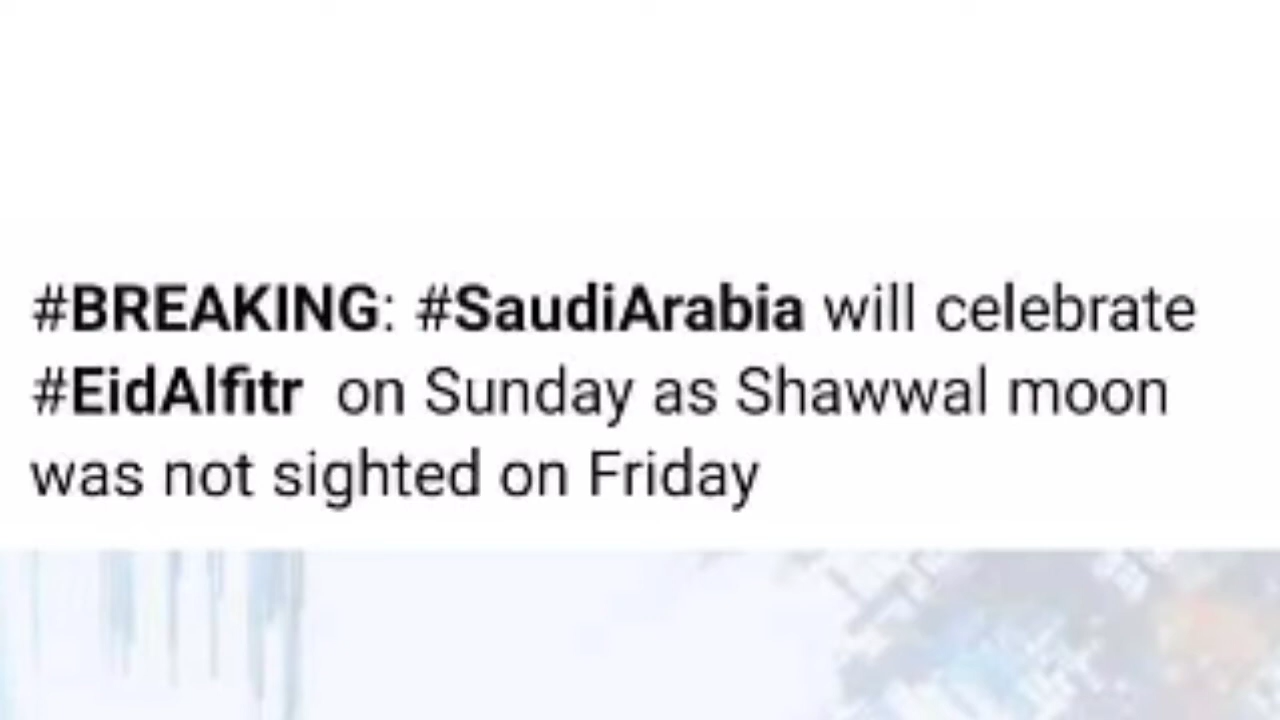 #BREAKING: #SaudiArabia will celebrate
#EidAlfitr on Sunday as Shawwal moon
was not sighted on Friday